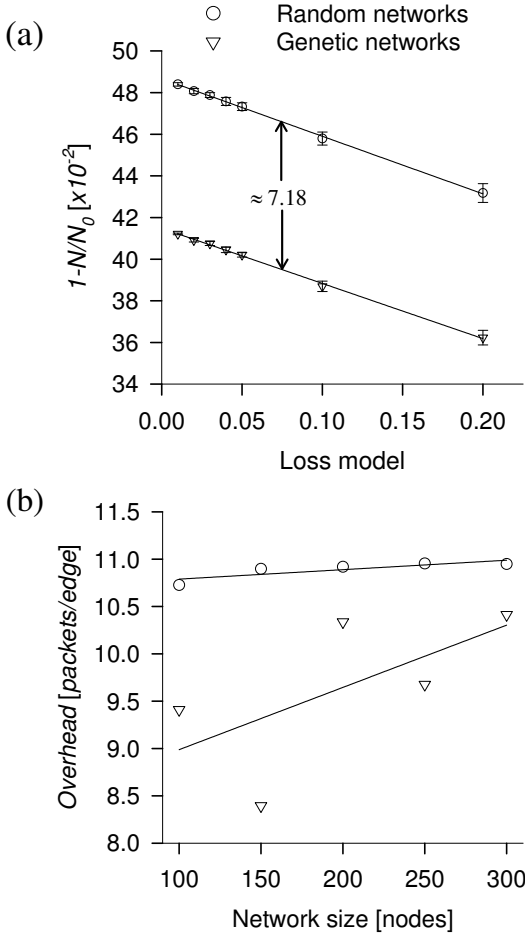 Random networks
Genetic networks
(a)
50
48
46
44
42
40
38
36
34
1-N/N0 [x10-2]
≈ 7.18
0.00 0.05 0.10 0.15 0.20
Loss model
(b)
11.5
11.0
10.5
10.0
9.5
9.0
8.5
8.0
Overhead [packets/edge]
100 150 200 250 300
Network size [nodes]